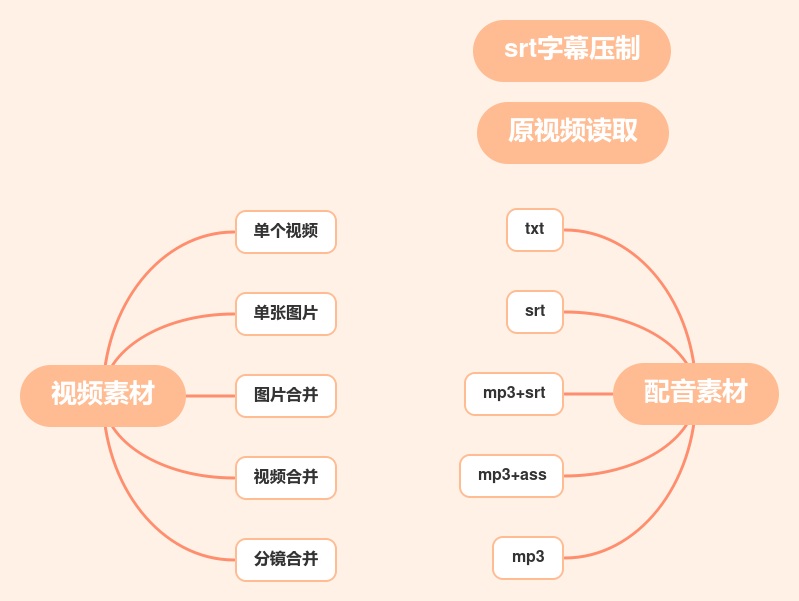 srt字幕压制
原视频读取
视频素材
单个视频
单张图片
图片合并
视频合并
分镜合并
配音素材
txt
srt
mp3+srt
mp3+ass
mp3